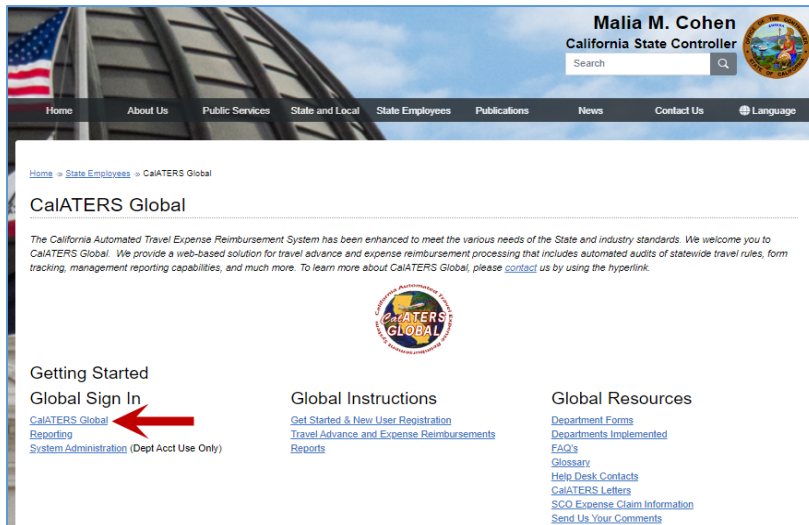 Malia M. Cohen
California State Controller
Search
Home About Us Public Services State and Local State Employees Publications News Contact Us Language
Home » State Employees » CalATERS Global
CalATERS Global
The California Automated Travel Expense Reimbursement System has been enhanced to meet the various needs of the State and industry standards. We welcome you to
CalATERS Global. We provide a web-based solution for travel advance and expense reimbursement processing that includes automated audits of statewide travel rules, form
tracking, management reporting capabilities, and much more. To learn more about CalATERS Global, please contact us by using the hyperlink.
California Automated Travel Expense Reimbursement System
CalATERS
GLOBAL
Getting Started
Global Sign In
CalATERS Global
Reporting
System Administration (Dept Acct Use Only)
Global Instructions
Get Started & New User Registration
Travel Advance and Expense Reimbursements
Reports
Global Resources
Department Forms
Departments Implemented
FAQ's
Glossary
Help Desk Contacts
CalATERS Letters
SCO Expense Claim Information
Send Us Your Comments